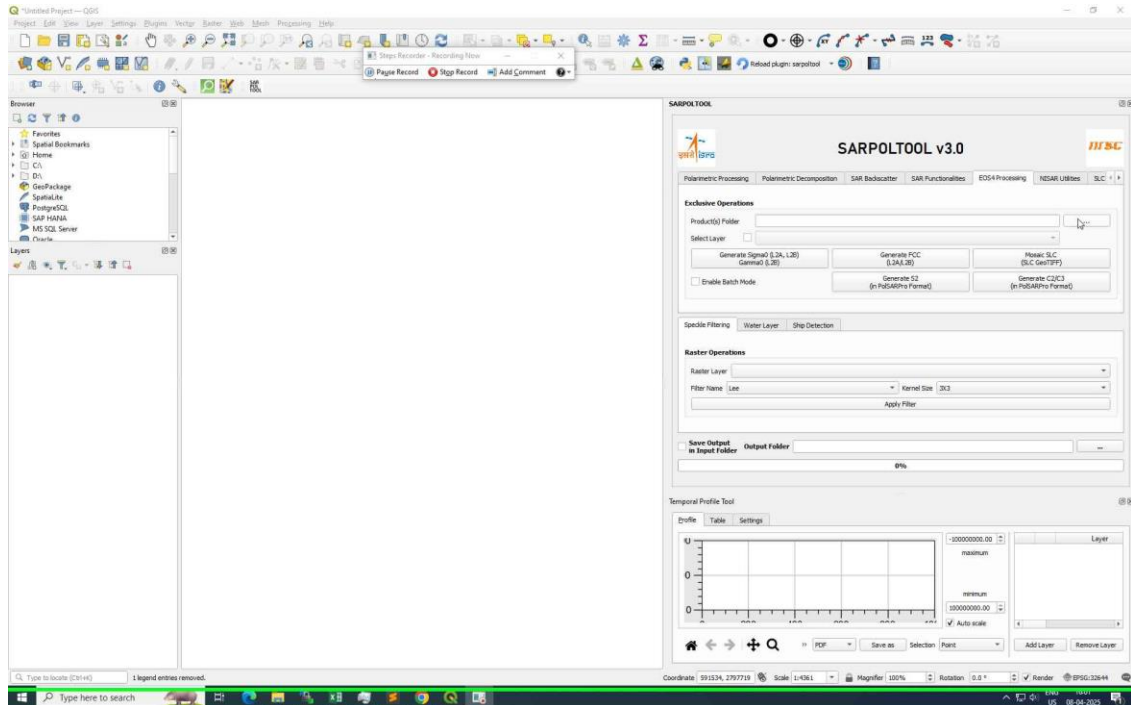 *Untitled Project — QGIS
Project Edit View Layer Settings Plugins Vector Raster Web Mesh Processing Help
Steps Recorder - Recording Now
Pause Record Stop Record Add Comment
Reload plugin: sarpoltool
SAR POL TOOL
Browser
Favorites
Spatial Bookmarks
Home
C:\
D:\
GeoPackage
SpatiaLite
PostgreSQL
SAP HANA
MS SQL Server
Oracle
Layers
SARPOLTOOL
इसरो isro
SARPOLTOOL v3.0
Polarimetric Processing Polarimetric Decomposition SAR Backscatter SAR Functionalities EOS4 Processing NISAR Utilities SLC
Exclusive Operations
Product(s) Folder
...
Select Layer
Generate Sigma0 (L2A, L2B)
Gamma0 (L2B)
Generate FCC
(L2A/L2B)
Mosaic SLC
(SLC GeoTIFF)
Enable Batch Mode
Generate S2
(in PolSARPro Format)
Generate C2/C3
(in PolSARPro Format)
Speckle Filtering Water Layer Ship Detection
Raster Operations
Raster Layer
Filter Name Lee Kernel Size 3X3
Apply Filter
Save Output
in Input Folder
Output Folder
...
0%
Temporal Profile Tool
Profile Table Settings
-100000000.00
maximum
minimum
100000000.00
Auto scale
Layer
0
0
PDF Save as Selection Point Add Layer Remove Layer
Type to locate (Ctrl+K) 1 legend entries removed.
Coordinate 591534, 2797719 Scale 1:4361 Magnifier 100% Rotation 0.0 ° Render EPSG:32644
Type here to search
ENG
US
16:01
08-04-2025